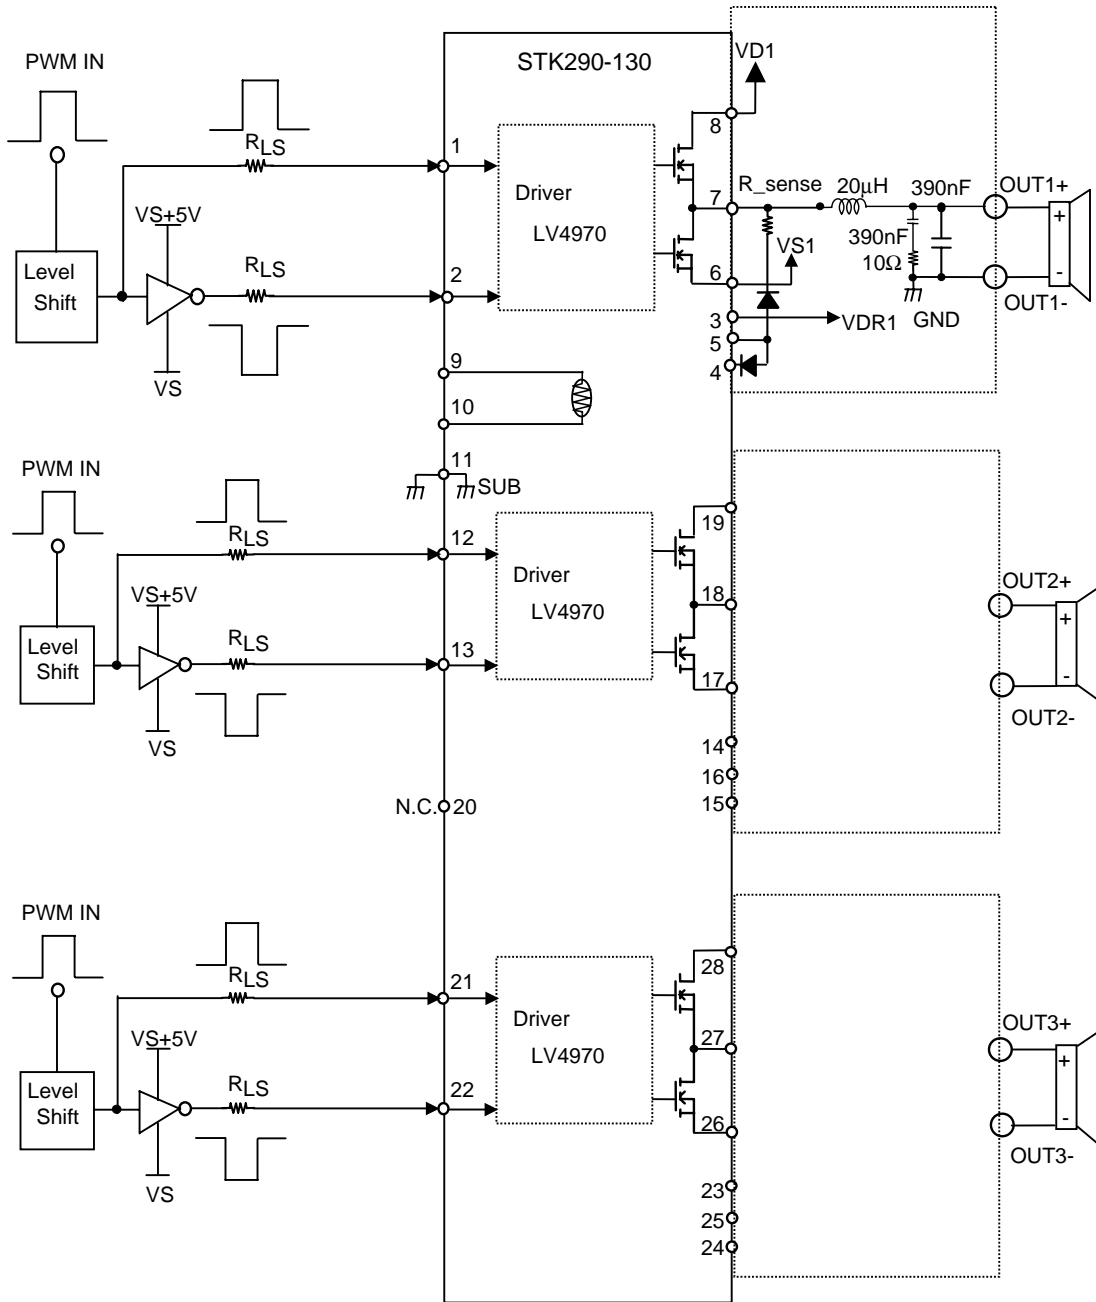 STK290-130
PWM IN
VD1
8
RLS
1
R_sense
20μH
390nF
OUT1+
7
Driver
LV4970
VS+5V
+
390nF
10Ω
VS1
Level
Shift
RLS
2
6
-
OUT1-
GND
3
VDR1
5
4
VS
9
10
11
SUB
PWM IN
19
RLS
12
Driver
LV4970
VS+5V
18
OUT2+
+
Level
Shift
RLS
13
17
-
OUT2-
VS
14
16
15
N.C.
20
PWM IN
28
RLS
21
Driver
LV4970
VS+5V
27
OUT3+
+
Level
Shift
RLS
22
26
-
OUT3-
VS
23
25
24